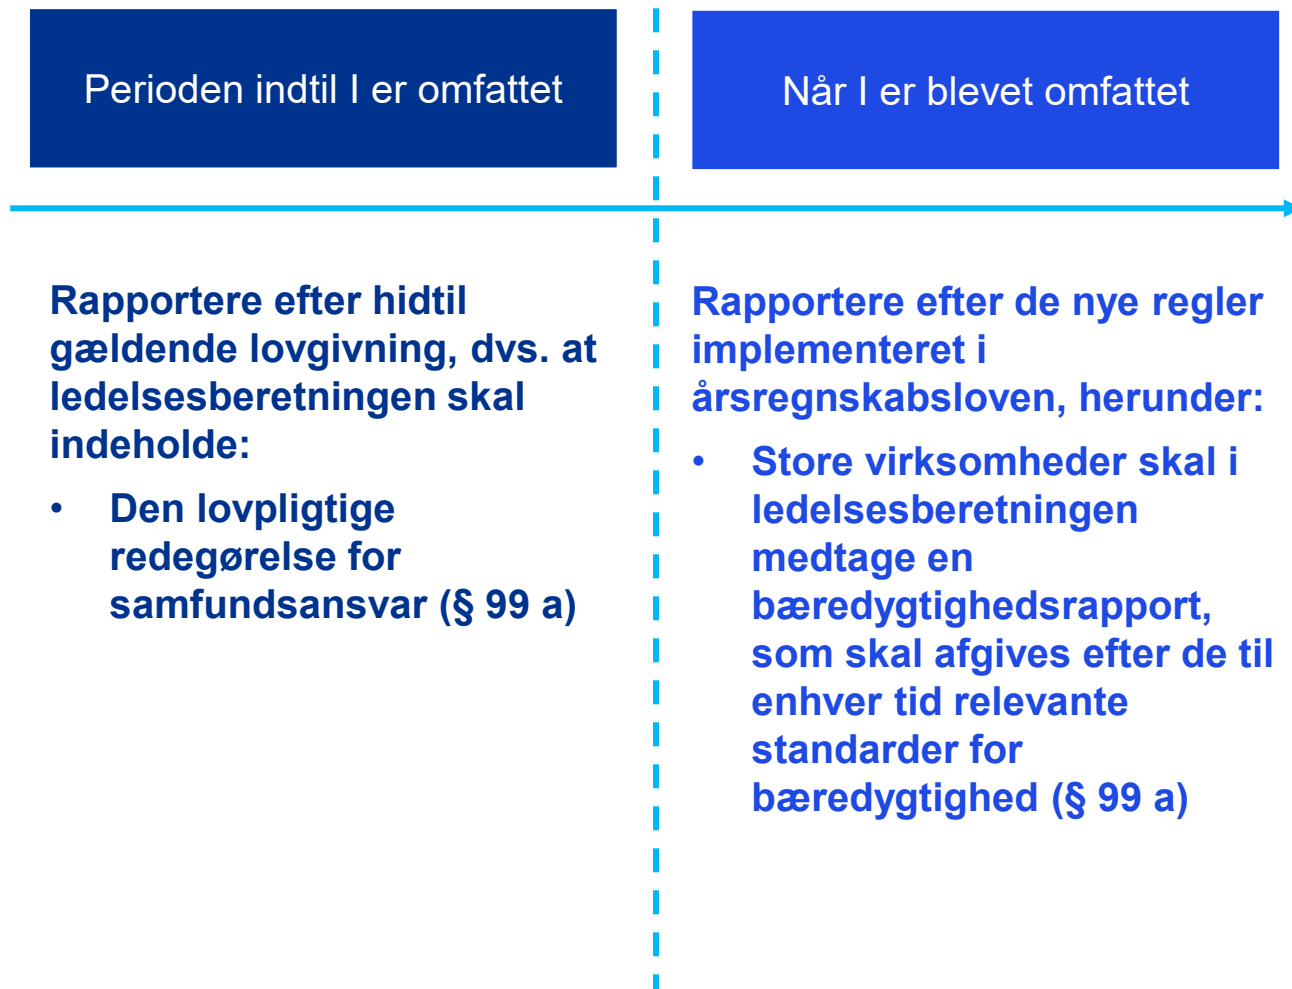 Perioden indtil I er omfattet
Når I er blevet omfattet
Rapportere efter hidtil
gældende lovgivning, dvs. at
ledelsesberetningen skal
indeholde:
• Den lovpligtige
redegørelse for
samfundsansvar (§ 99 a)
Rapportere efter de nye regler
implementeret i
årsregnskabsloven, herunder:
• Store virksomheder skal i
ledelsesberetningen
medtage en
bæredygtighedsrapport,
som skal afgives efter de til
enhver tid relevante
standarder for
bæredygtighed (§ 99 a)